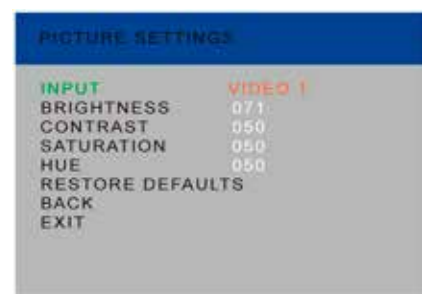 PICTURE SETTINGS
INPUT VIDEO 1
BRIGHTNESS 071
CONTRAST 050
SATURATION 050
HUE 050
RESTORE DEFAULTS
BACK
EXIT